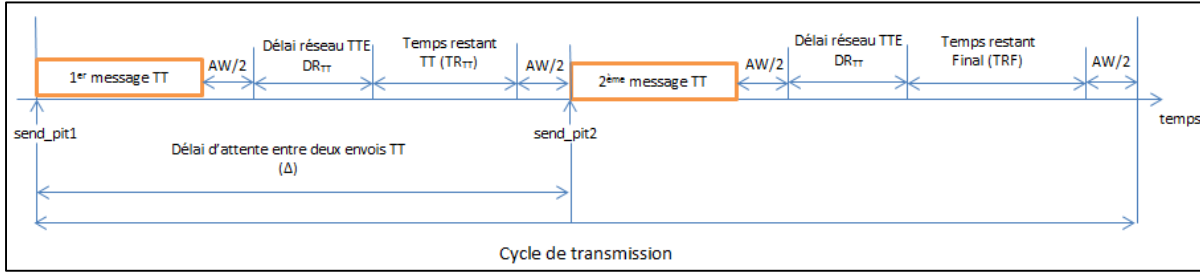 Délai réseau TTE
DR_TT
Temps restant
TT (TR_TT)
Délai réseau TTE
DR_TT
Temps restant
Final (TRF)
1er message TT
AW/2
AW/2
2ème message TT
AW/2
AW/2
send_pit1
send_pit2
temps
Délai d'attente entre deux envois TT
(Δ)
Cycle de transmission